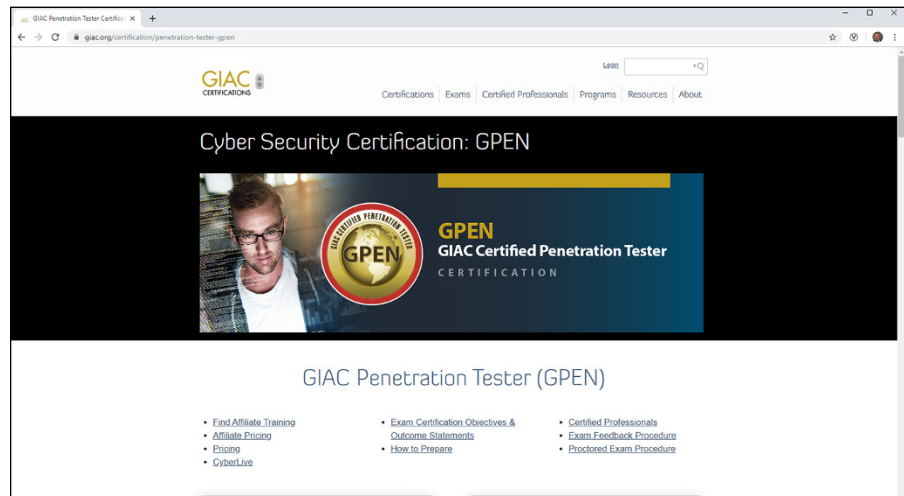 GIAC Penetration Tester Certific
giac.org/certification/penetration-tester-gpen
Login
GIAC
CERTIFICATIONS
Certifications Exams Certified Professionals Programs Resources About
Cyber Security Certification: GPEN
GIAC CERTIFIED PENETRATION TESTER
GPEN
GPEN
GIAC Certified Penetration Tester
CERTIFICATION
GIAC Penetration Tester (GPEN)
• Find Affiliate Training
• Affiliate Pricing
• Pricing
• CyberLive
• Exam Certification Objectives &
Outcome Statements
• How to Prepare
• Certified Professionals
• Exam Feedback Procedure
• Proctored Exam Procedure